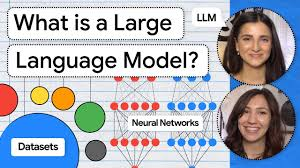 What is a Large
LLM
Language Model?
Neural Networks
Datasets